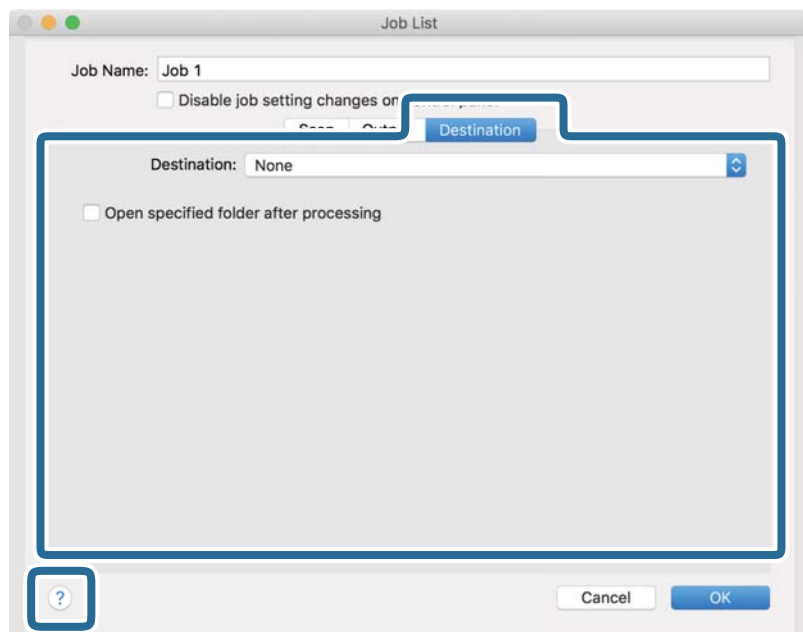 Job List
Job Name: Job 1
Disable job setting changes on
Destination
Destination: None
Open specified folder after processing
?
Cancel OK